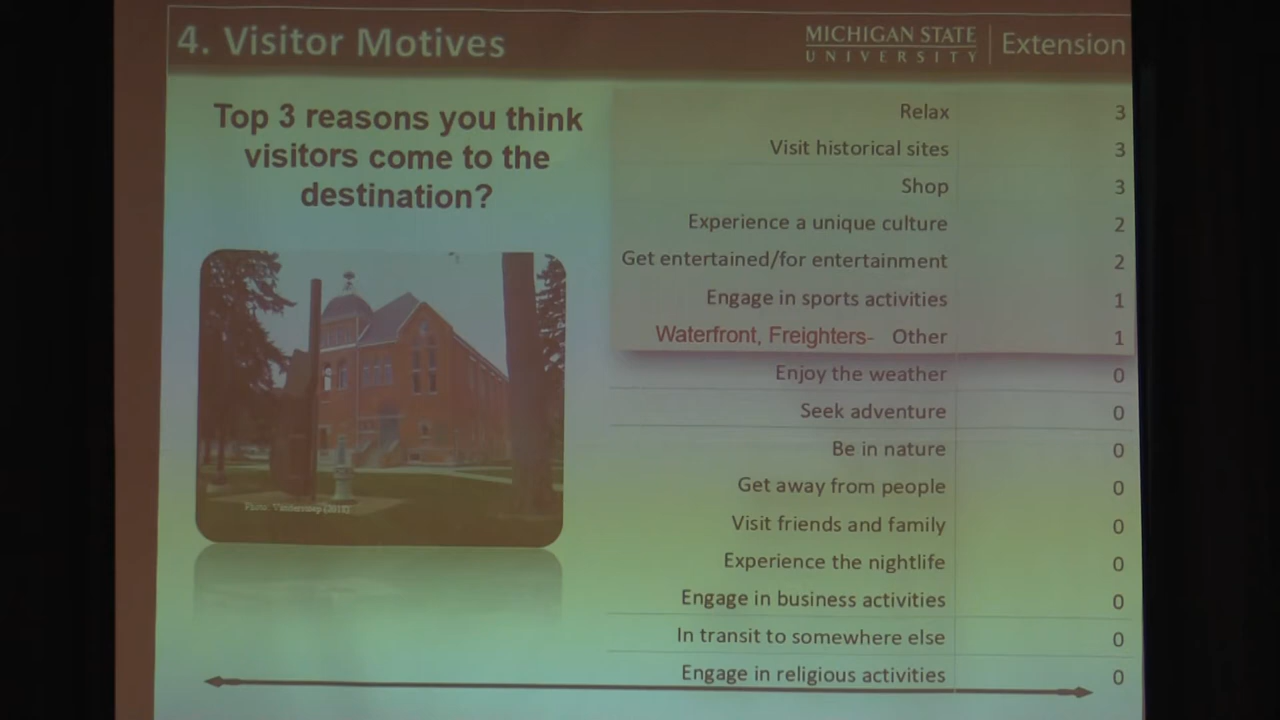 4. Visitor Motives
MICHIGAN STATE
UNIVERSITY
Extension
Top 3 reasons you think
visitors come to the
destination?
Relax 3
Visit historical sites 3
Shop 3
Experience a unique culture 2
Get entertained/for entertainment 2
Engage in sports activities 1
Waterfront, Freighters- Other 1
Enjoy the weather 0
Seek adventure 0
Be in nature 0
Get away from people 0
Visit friends and family 0
Experience the nightlife 0
Engage in business activities 0
In transit to somewhere else 0
Engage in religious activities 0
Photo: